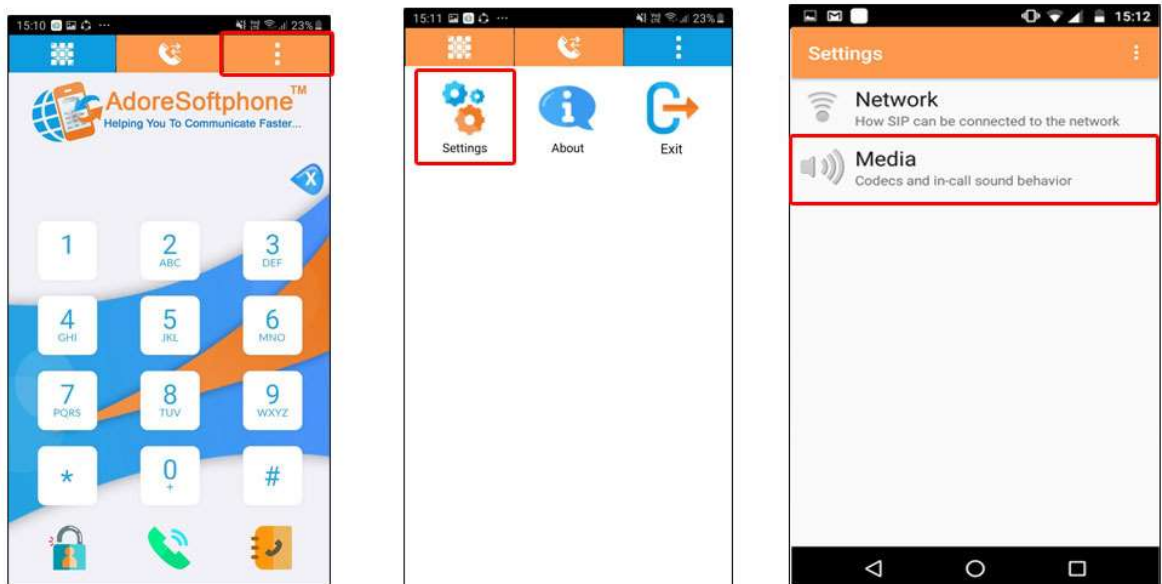 15:10
23%
AdoreSoftphone™
Helping You To Communicate Faster...
X
1
2
ABC
3
DEF
4
GHI
5
JKL
6
MNO
7
PQRS
8
TUV
9
WXYZ
*
0
+
#
15:11
23%
Settings
About
Exit
15:12
Settings
Network
How SIP can be connected to the network
Media
Codecs and in-call sound behavior